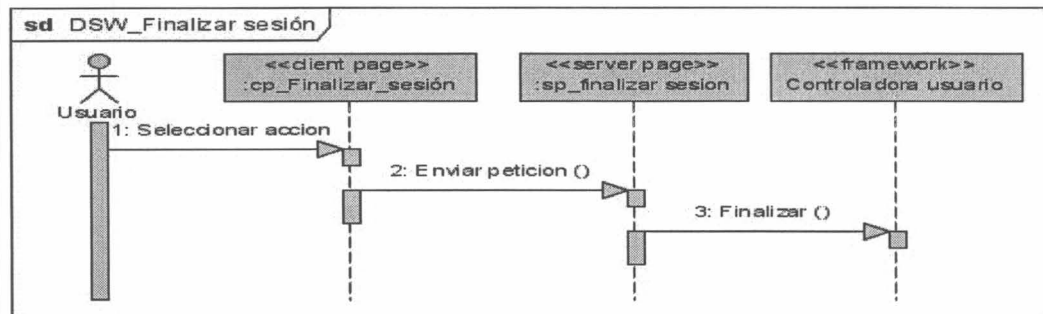 sd DSW_Finalizar sesión
<<client page>>
:cp_Finalizar_sesión
<<server page>>
:sp_finalizar sesion
<<framework>>
Controladora usuario
Usuario
1: Seleccionar accion
2: Enviar peticion ()
3: Finalizar ()